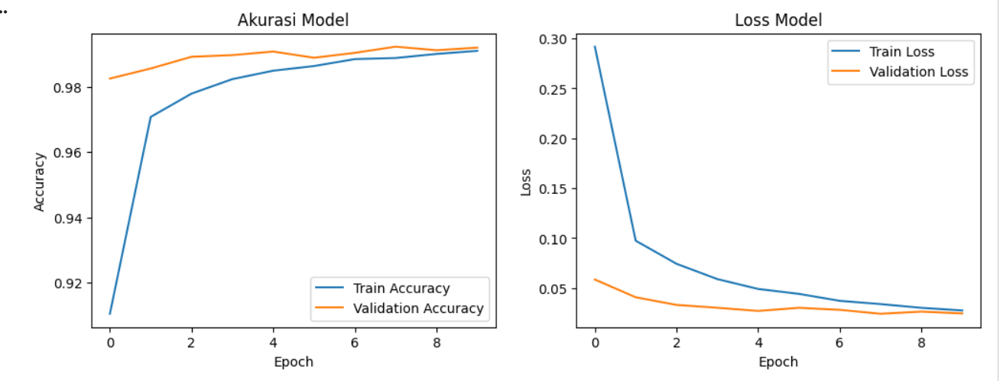 ..
Akurasi Model
Accuracy
0.98
0.96
0.94
0.92
0 2 4 6 8
Epoch
Train Accuracy
Validation Accuracy
Loss Model
Loss
0.30
0.25
0.20
0.15
0.10
0.05
0 2 4 6 8
Epoch
Train Loss
Validation Loss